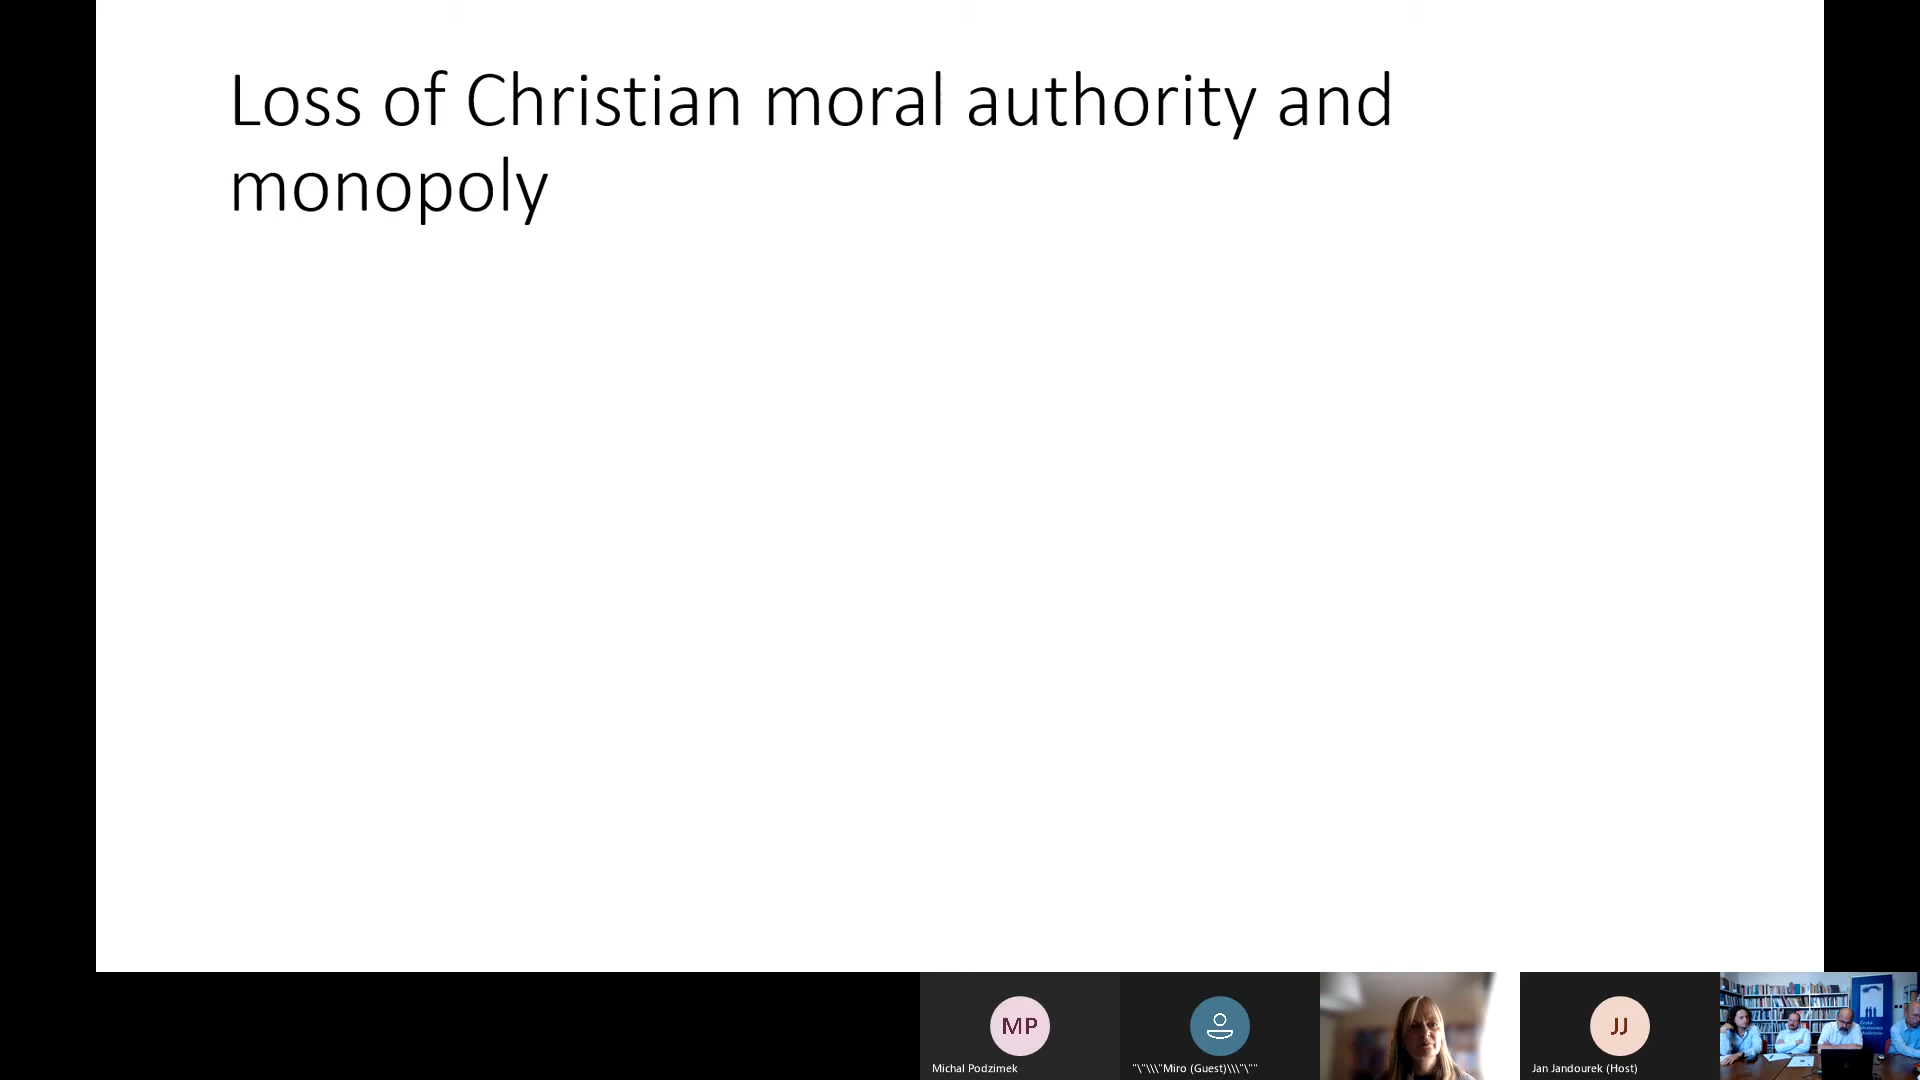 Loss of Christian moral authority and
monopoly
MP
JJ
Michal Podzimek
"\"\\\"Miro (Guest)\\\"\""
Jan Jandourek (Host)